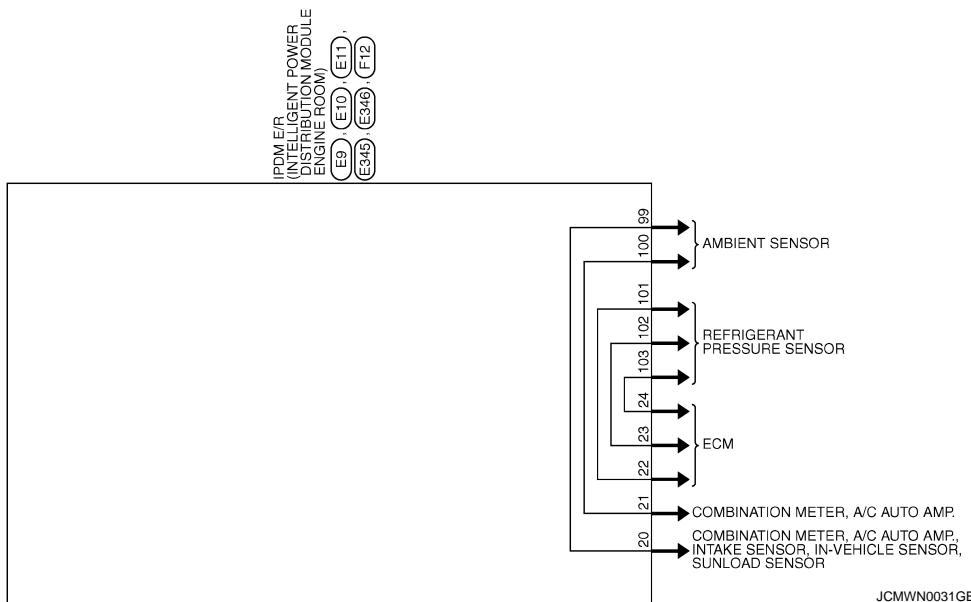 IPDM E/R
(INTELLIGENT POWER
DISTRIBUTION MODULE
ENGINE ROOM)
E9 , E10 , E11 ,
E345 , E346 , F12
99
100
AMBIENT SENSOR
101
102
103
REFRIGERANT
PRESSURE SENSOR
24
23
22
ECM
21
COMBINATION METER, A/C AUTO AMP.
20
COMBINATION METER, A/C AUTO AMP.,
INTAKE SENSOR, IN-VEHICLE SENSOR,
SUNLOAD SENSOR
JCMWN0031GE